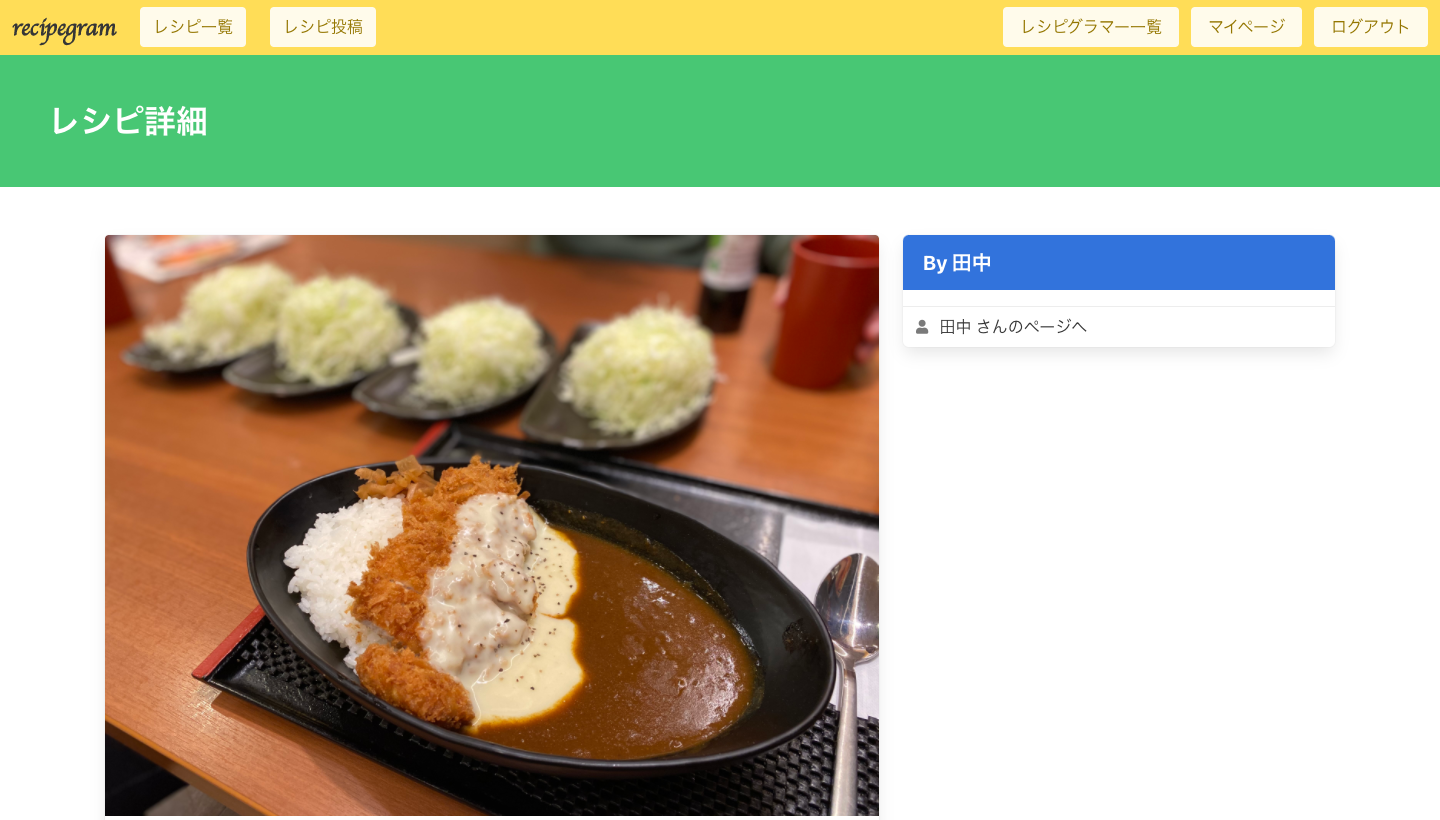 recipegram
レシピ一覧
レシピ投稿
レシピグラマー一覧
マイページ
ログアウト
レシピ詳細
By 田中
田中 さんのページへ